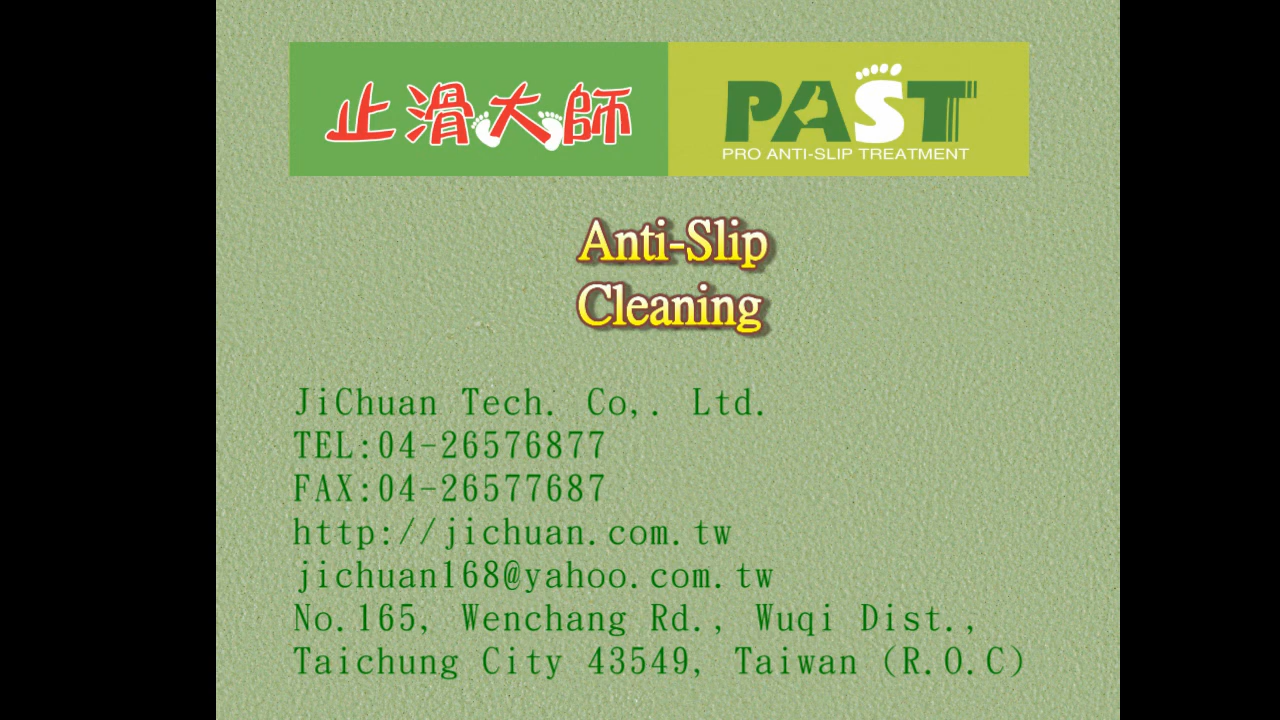 止滑大師
PAST
PRO ANTI-SLIP TREATMENT
Anti-Slip
Cleaning
JiChuan Tech. Co,. Ltd.
TEL:04-26576877
FAX:04-26577687
http://jichuan.com.tw
jichuan168@yahoo.com.tw
No.165, Wenchang Rd., Wuqi Dist.,
Taichung City 43549, Taiwan (R.O.C)